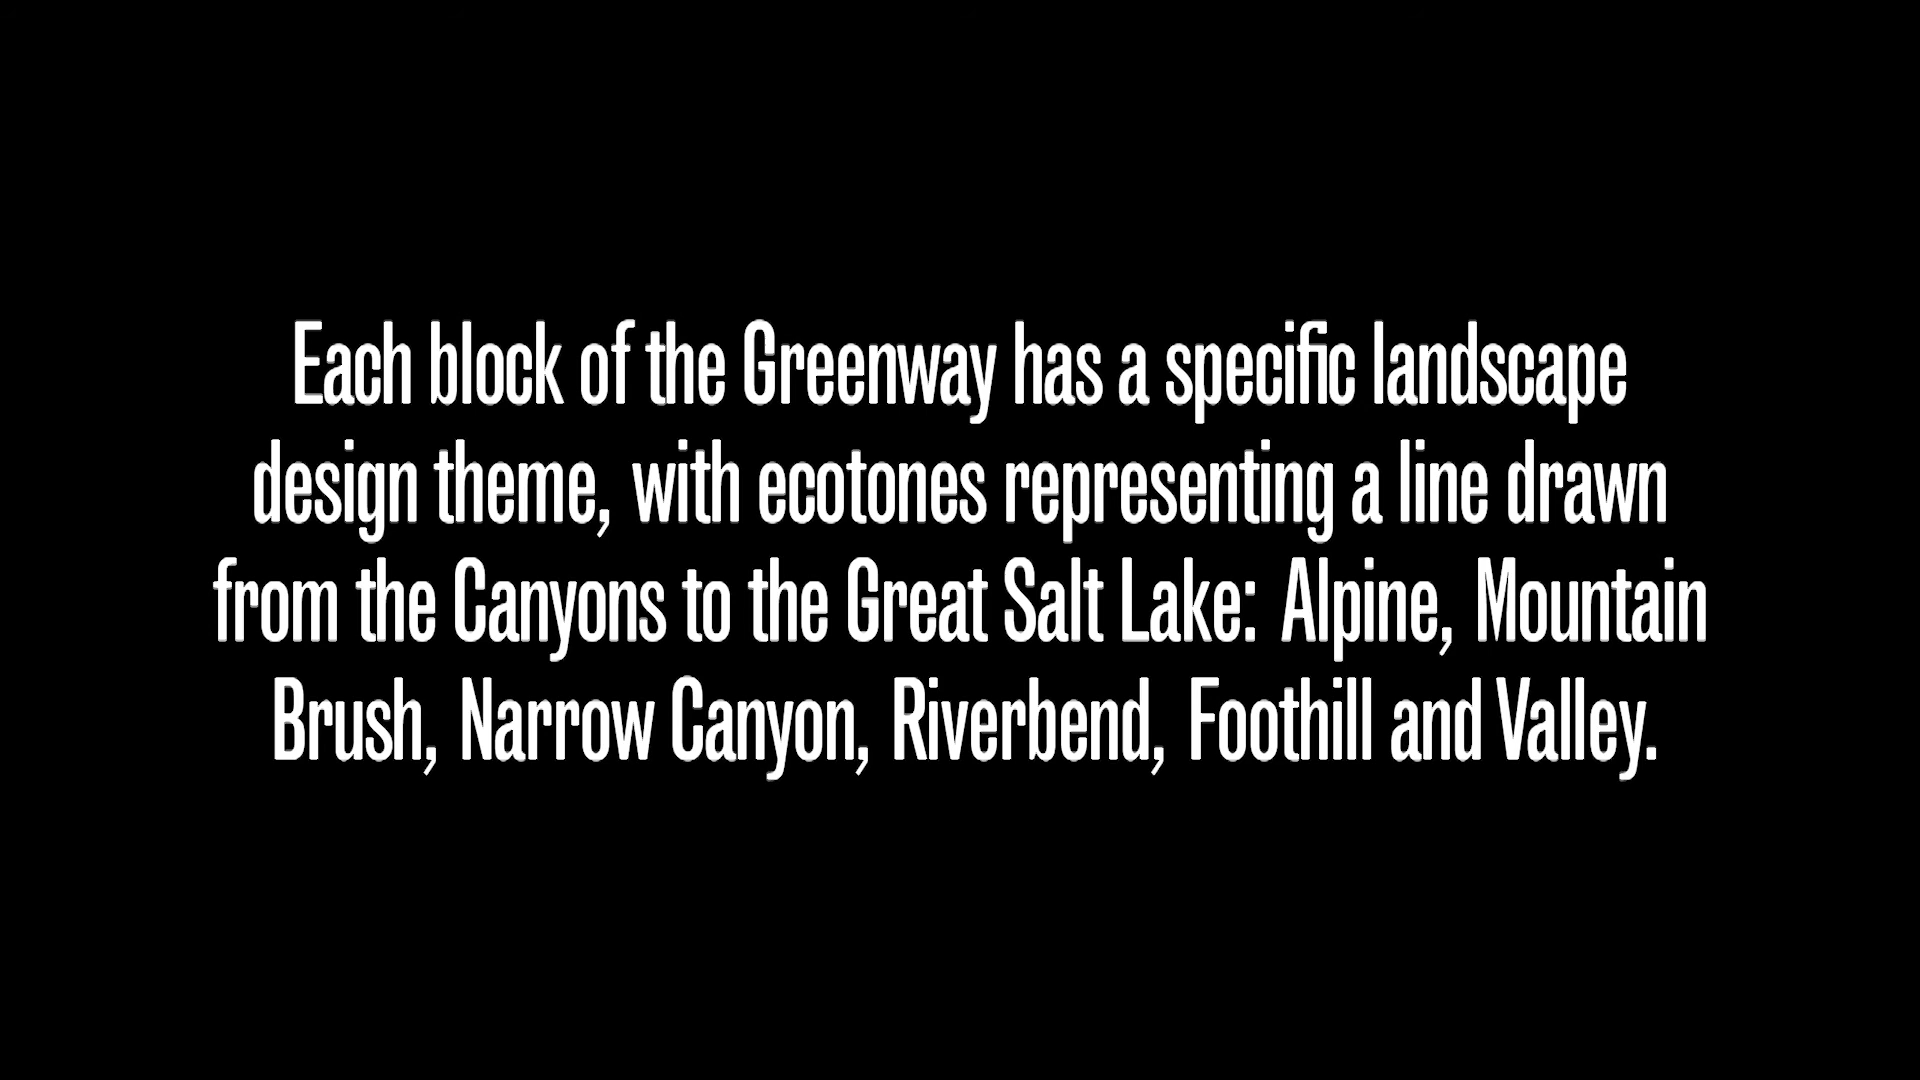 Each block of the Greenway has a specific landscape
design theme, with ecotones representing a line drawn
from the Canyons to the Great Salt Lake: Alpine, Mountain
Brush, Narrow Canyon, Riverbend, Foothill and Valley.